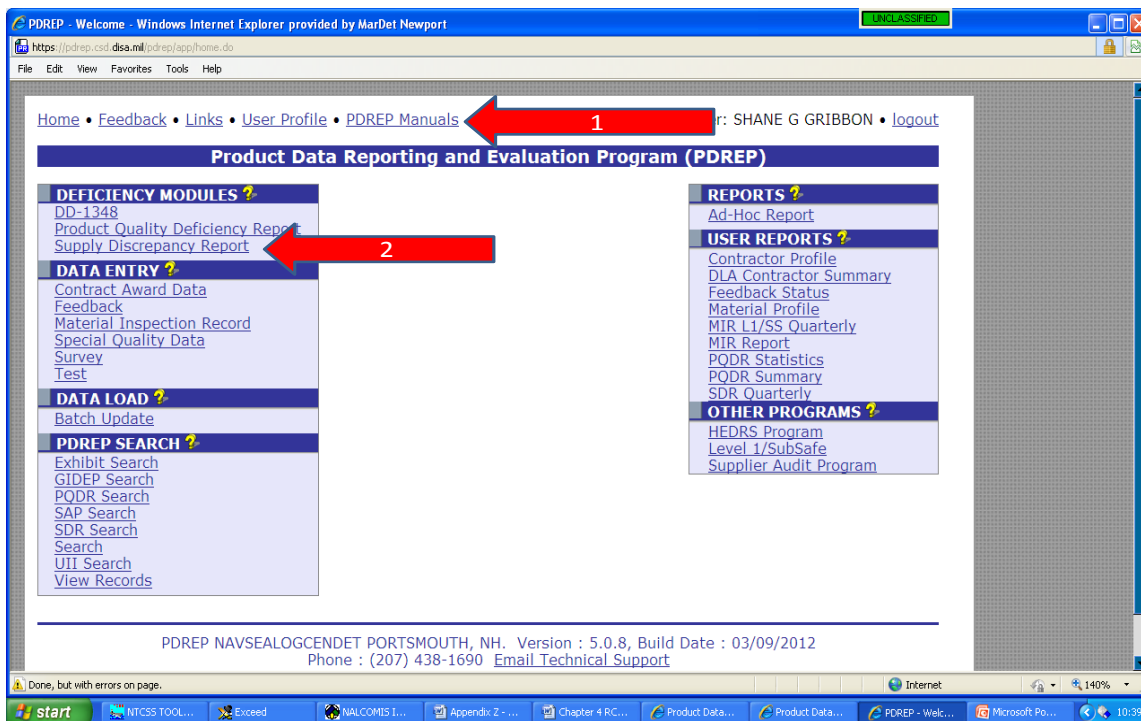 PDREP - Welcome - Windows Internet Explorer provided by MarDet Newport
UNCLASSIFIED
https://pdrep.csd.disa.mil/pdrep/app/home.do
File Edit View Favorites Tools Help
Home • Feedback • Links • User Profile • PDREP Manuals
1
r: SHANE G GRIBBON • logout
Product Data Reporting and Evaluation Program (PDREP)
DEFICIENCY MODULES ?
DD-1348
Product Quality Deficiency Report
Supply Discrepancy Report
2
DATA ENTRY ?
Contract Award Data
Feedback
Material Inspection Record
Special Quality Data
Survey
Test
DATA LOAD ?
Batch Update
PDREP SEARCH ?
Exhibit Search
GIDEP Search
PQDR Search
SAP Search
SDR Search
Search
UII Search
View Records
REPORTS ?
Ad-Hoc Report
USER REPORTS ?
Contractor Profile
DLA Contractor Summary
Feedback Status
Material Profile
MIR L1/SS Quarterly
MIR Report
PQDR Statistics
PQDR Summary
SDR Quarterly
OTHER PROGRAMS ?
HEDRS Program
Level 1/SubSafe
Supplier Audit Program
PDREP NAVSEALOGCENDET PORTSMOUTH, NH. Version : 5.0.8, Build Date : 03/09/2012
Phone : (207) 438-1690 Email Technical Support
Done, but with errors on page.
Internet
140%
start
NTCSS TOOL...
Exceed
NALCOMIS I...
Appendix Z - ...
Chapter 4 RC...
Product Data...
Product Data...
PDREP - Welc...
Microsoft Po...